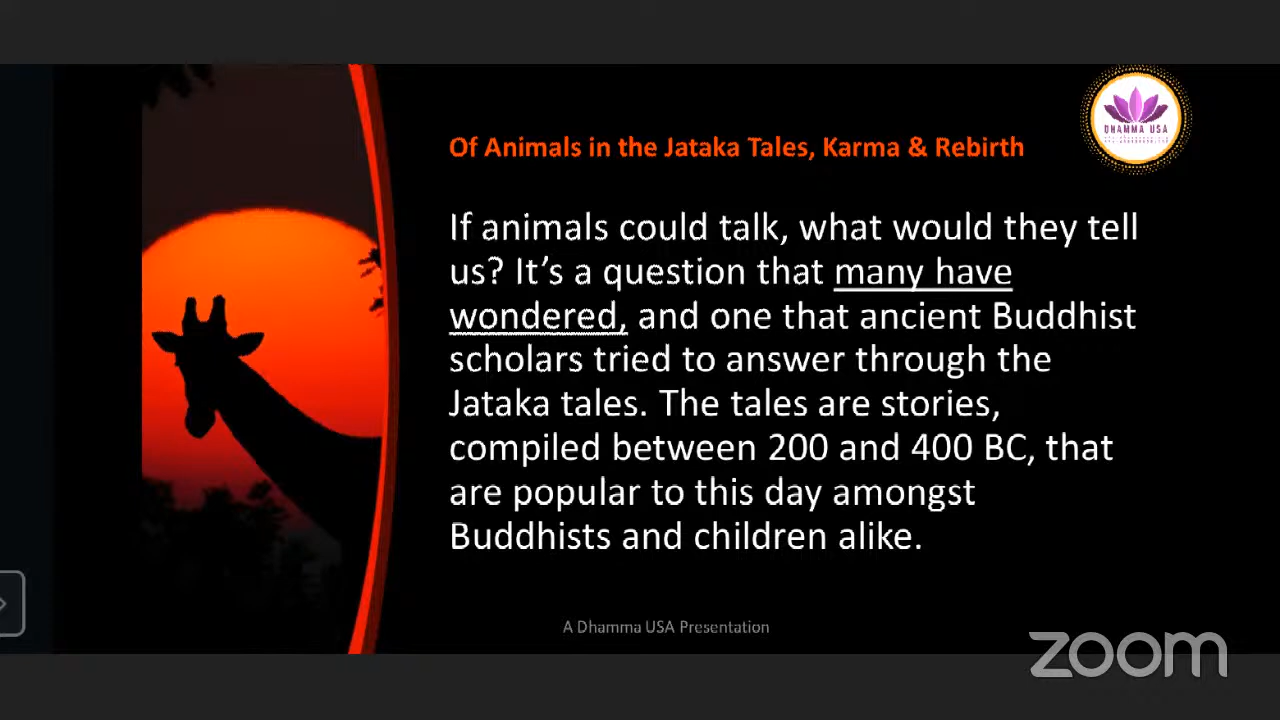 Of Animals in the Jataka Tales, Karma & Rebirth
DHAMMA USA
If animals could talk, what would they tell
us? It’s a question that many have
wondered, and one that ancient Buddhist
scholars tried to answer through the
Jataka tales. The tales are stories,
compiled between 200 and 400 BC, that
are popular to this day amongst
Buddhists and children alike.
A Dhamma USA Presentation
zoom